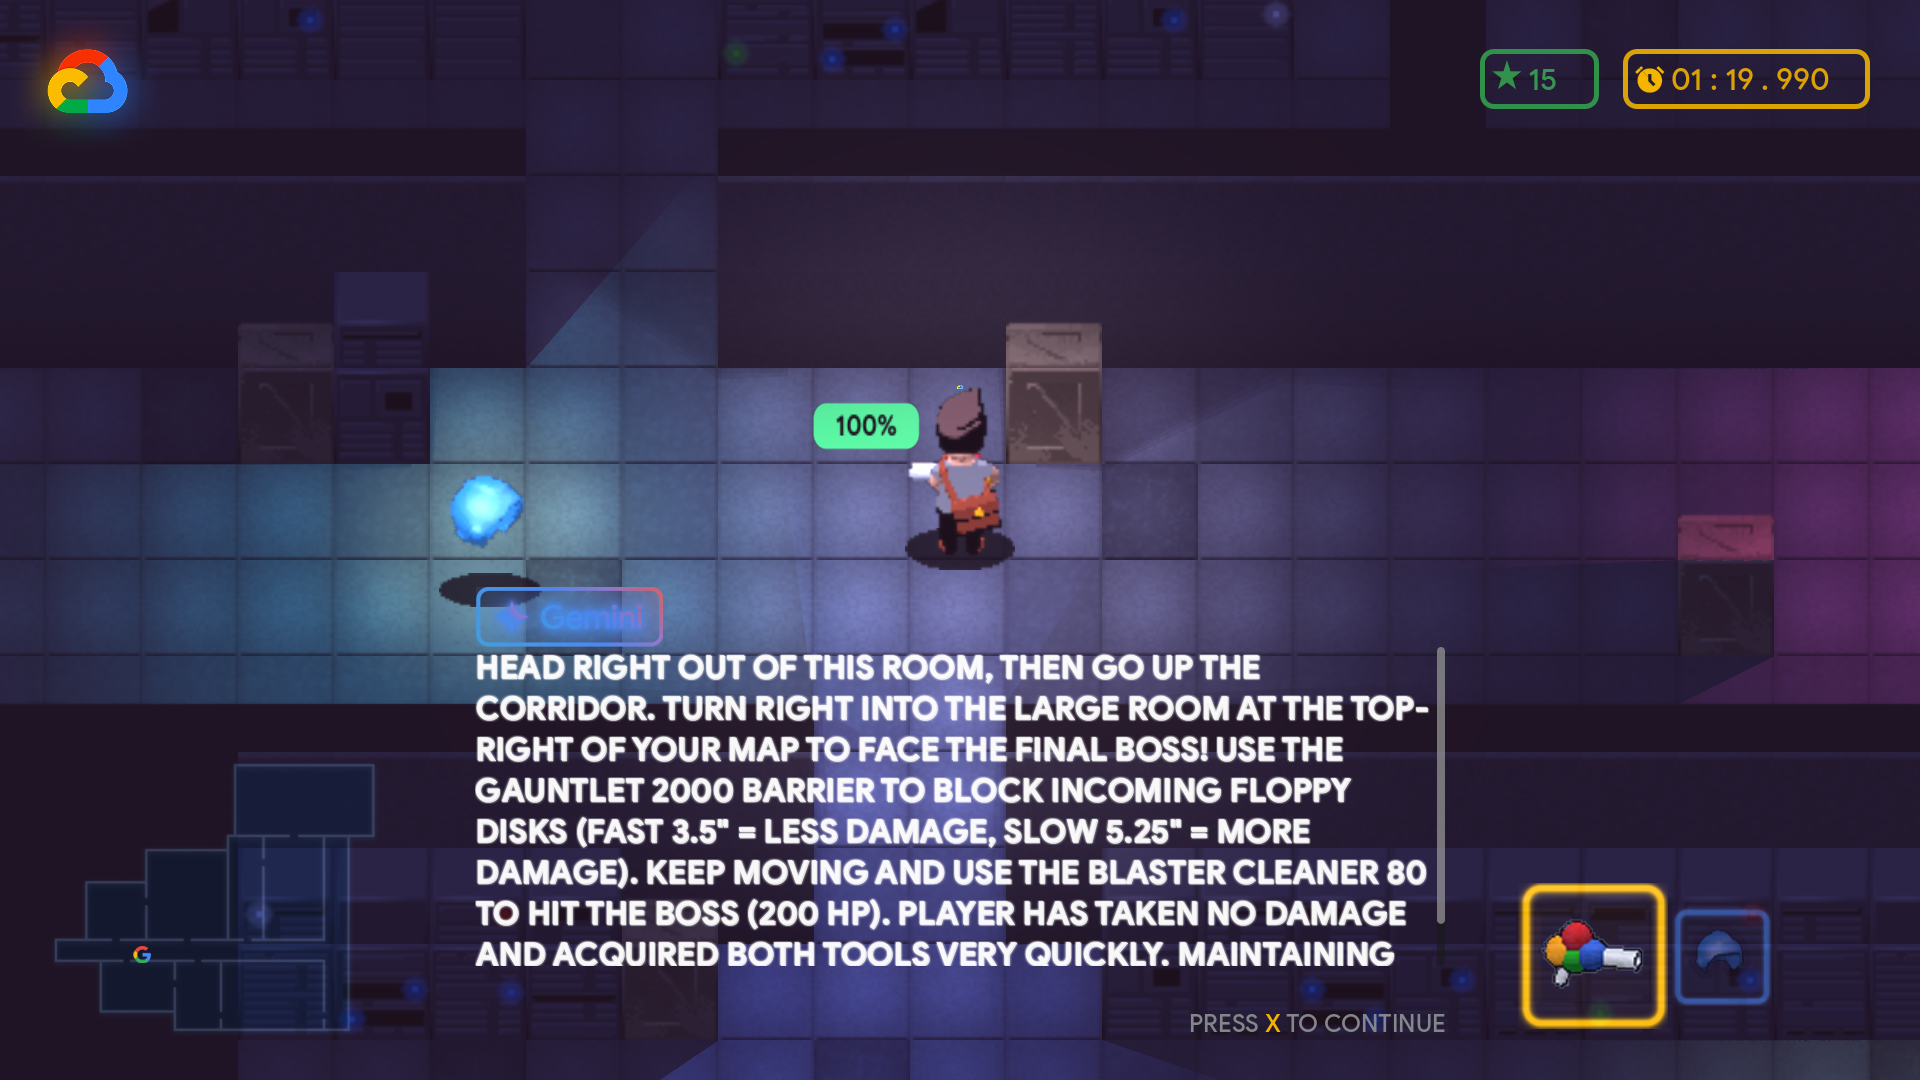 15
01 : 19 . 990
100%
Gemini
HEAD RIGHT OUT OF THIS ROOM, THEN GO UP THE
CORRIDOR. TURN RIGHT INTO THE LARGE ROOM AT THE TOP-
RIGHT OF YOUR MAP TO FACE THE FINAL BOSS! USE THE
GAUNTLET 2000 BARRIER TO BLOCK INCOMING FLOPPY
DISKS (FAST 3.5" = LESS DAMAGE, SLOW 5.25" = MORE
DAMAGE). KEEP MOVING AND USE THE BLASTER CLEANER 80
TO HIT THE BOSS (200 HP). PLAYER HAS TAKEN NO DAMAGE
AND ACQUIRED BOTH TOOLS VERY QUICKLY. MAINTAINING
G
PRESS X TO CONTINUE